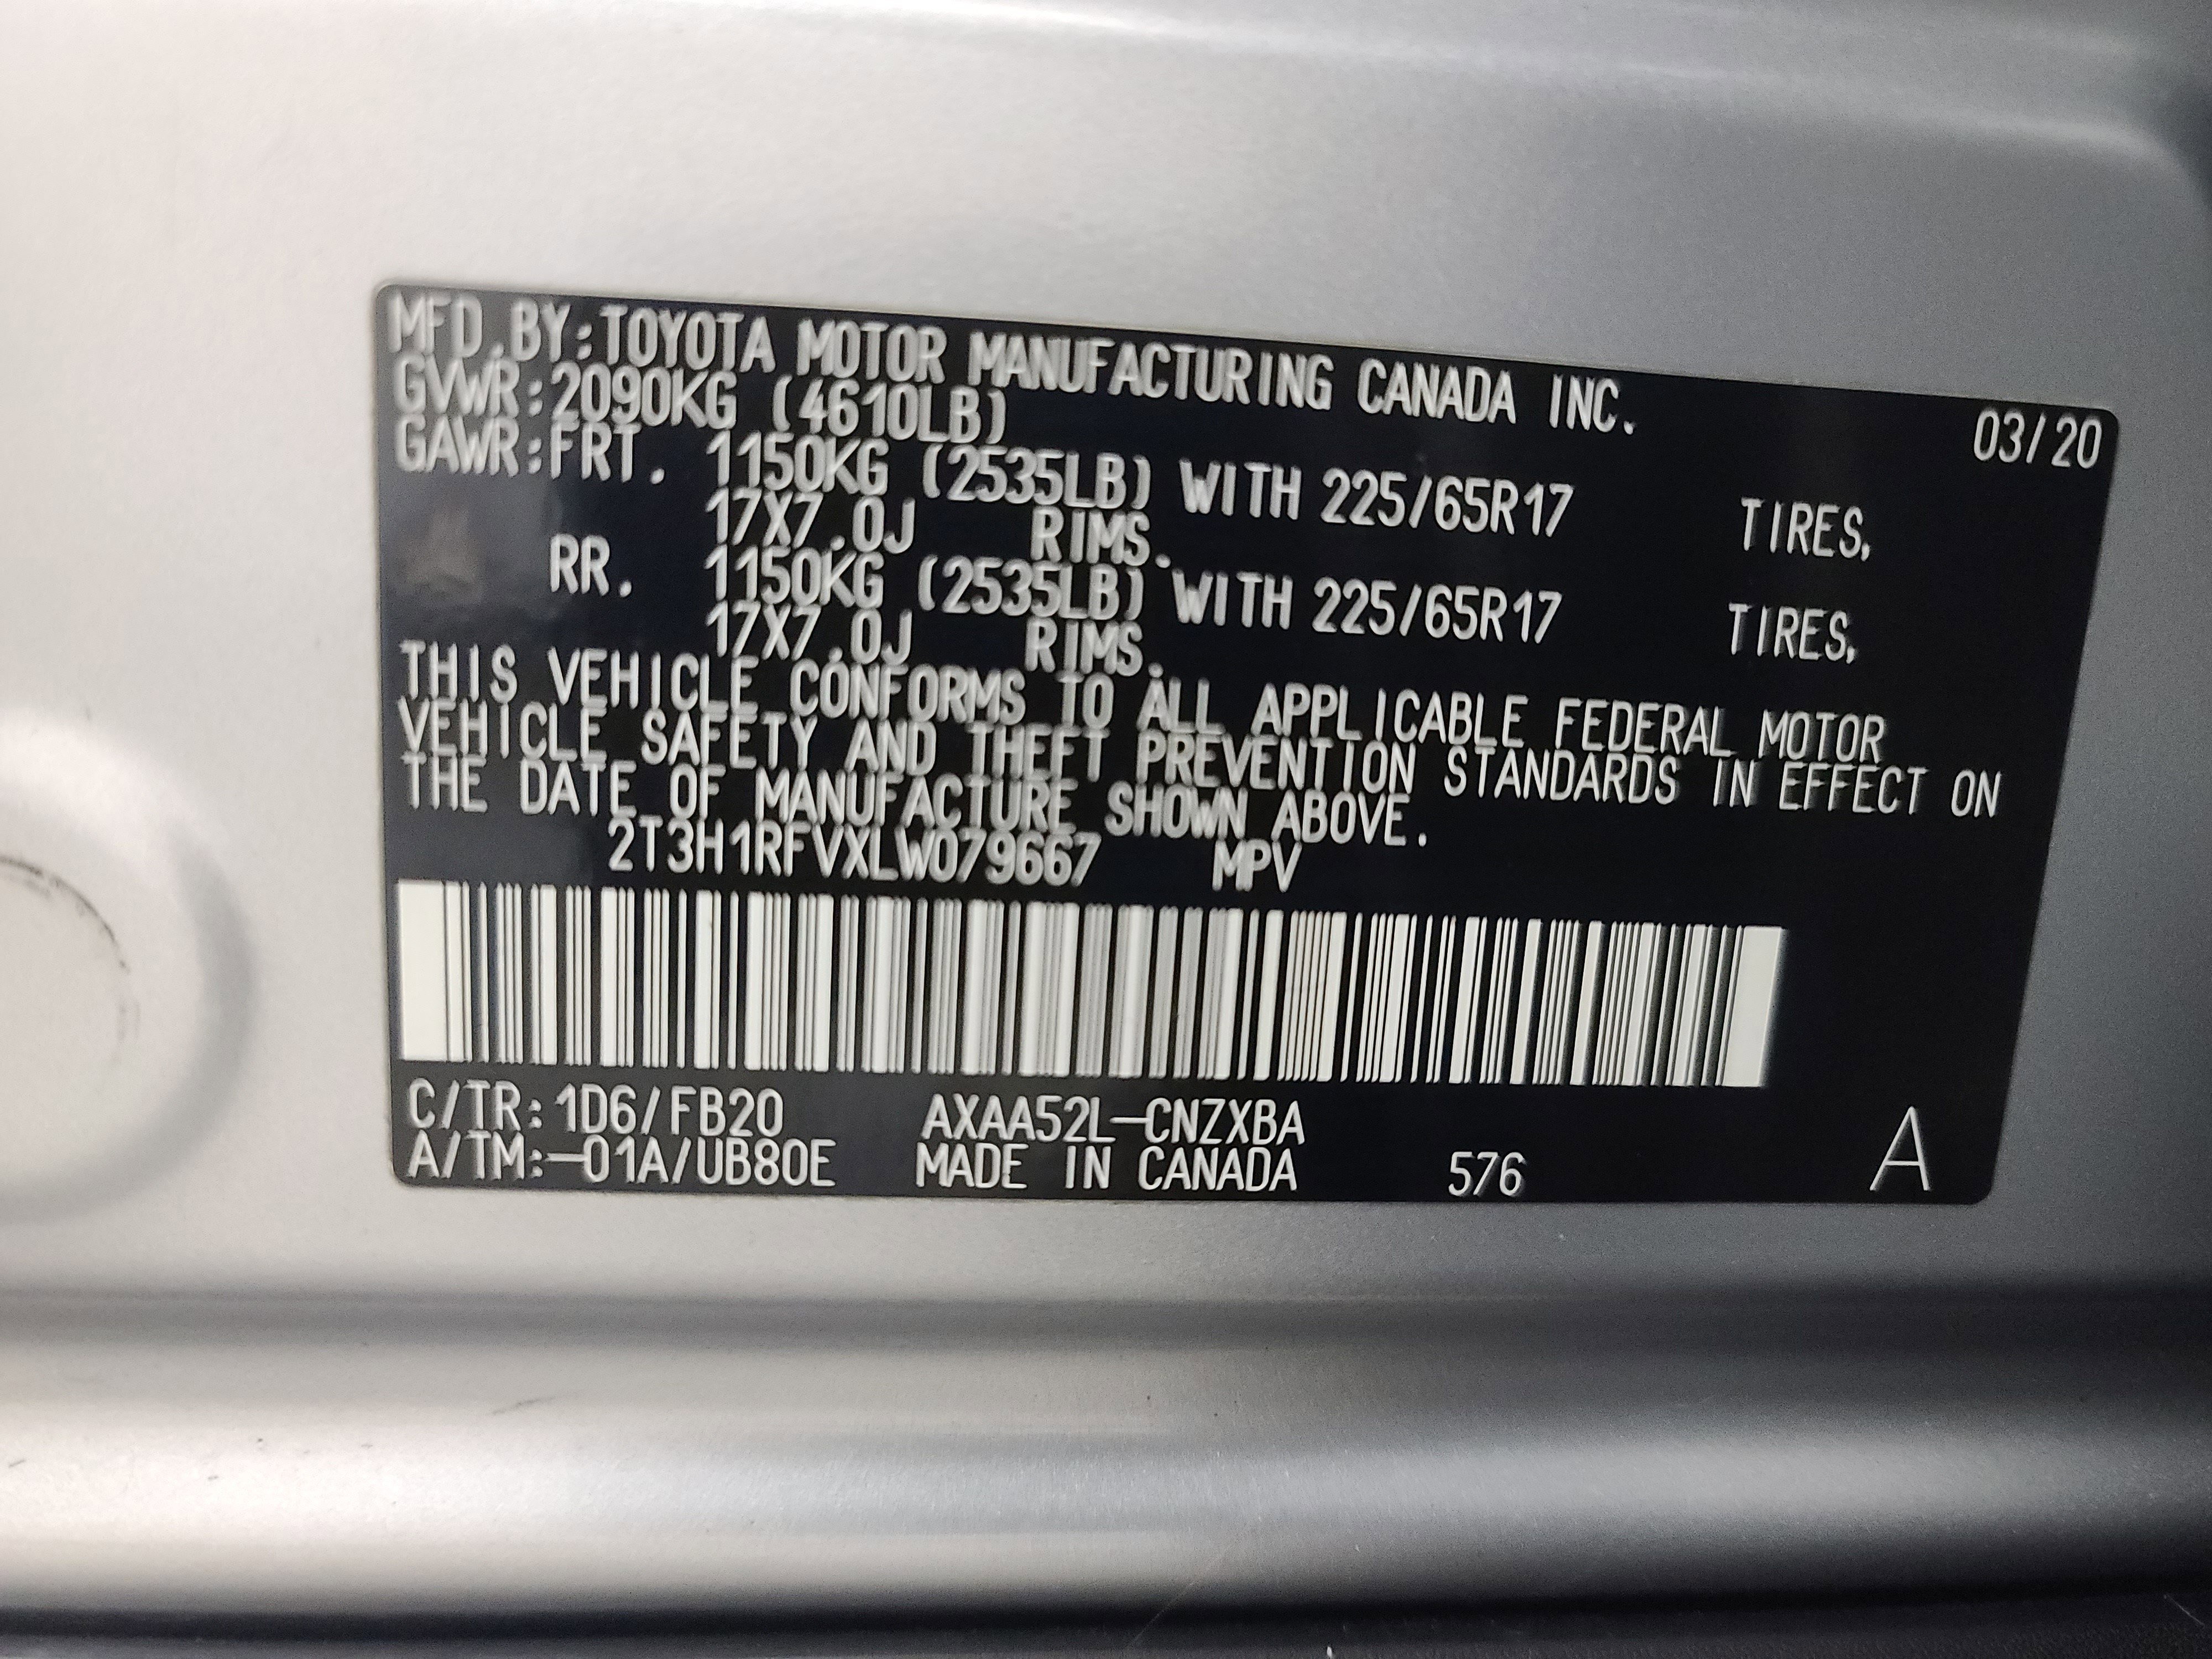 MFD.BY:TOYOTA MOTOR MANUFACTURING CANADA INC. 03/20
GVWR:2090KG (4610LB)
GAWR:FRT. 1150KG (2535LB) WITH 225/65R17 TIRES,
17X7.0J RIMS.
RR. 1150KG (2535LB) WITH 225/65R17 TIRES,
17X7.0J RIMS.
THIS VEHICLE CONFORMS TO ALL APPLICABLE FEDERAL MOTOR
VEHICLE SAFETY AND THEFT PREVENTION STANDARDS IN EFFECT ON
THE DATE OF MANUFACTURE SHOWN ABOVE.
2T3H1RFVXLW079667 MPV
C/TR:1D6/FB20 AXAA52L-CNZXBA
A/TM:-01A/UB80E MADE IN CANADA 576 A